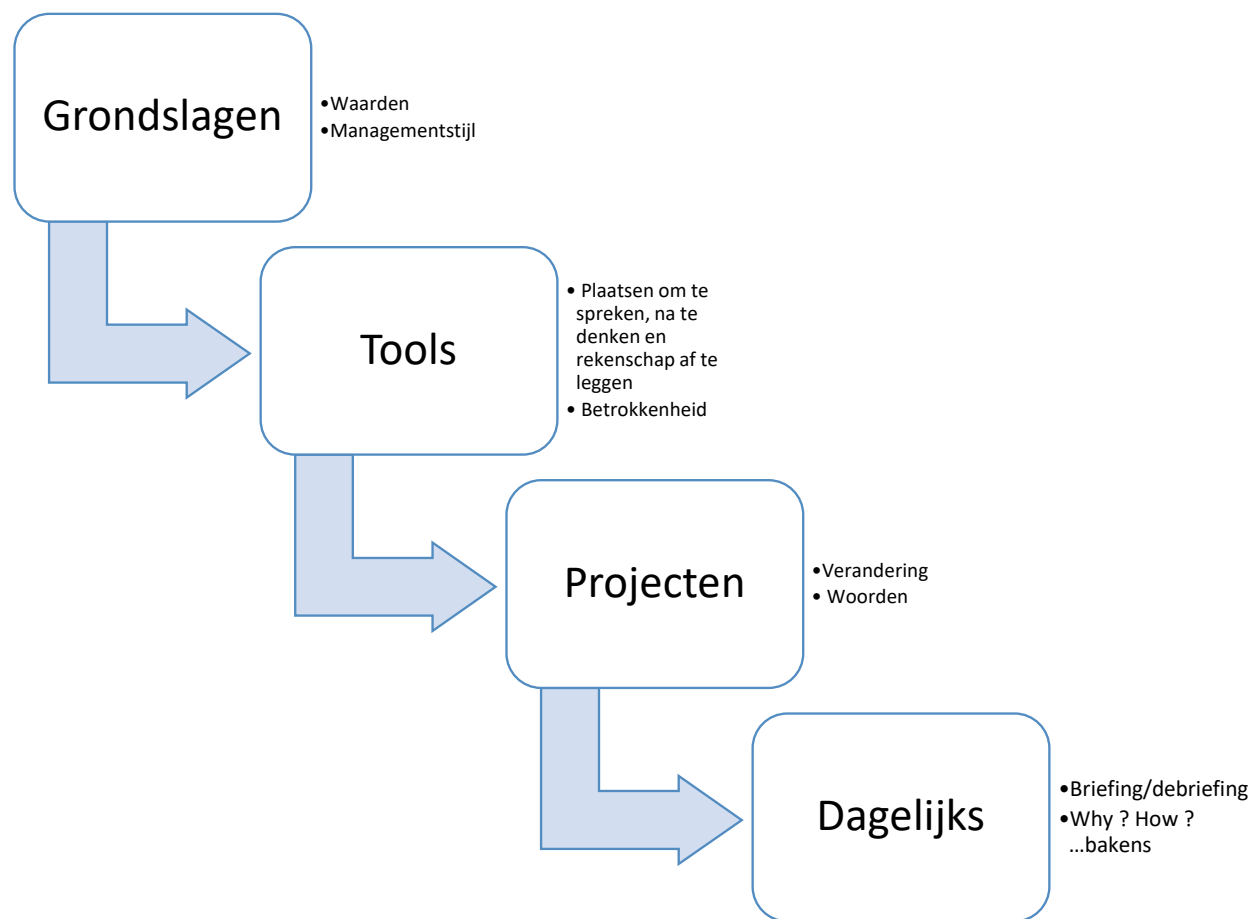 Grondslagen
•Waarden
•Managementstijl
Tools
• Plaatsen om te
spreken, na te
denken en
rekenschap af te
leggen
• Betrokkenheid
Projecten
•Verandering
• Woorden
Dagelijks
•Briefing/debriefing
•Why ? How ?
...bakens